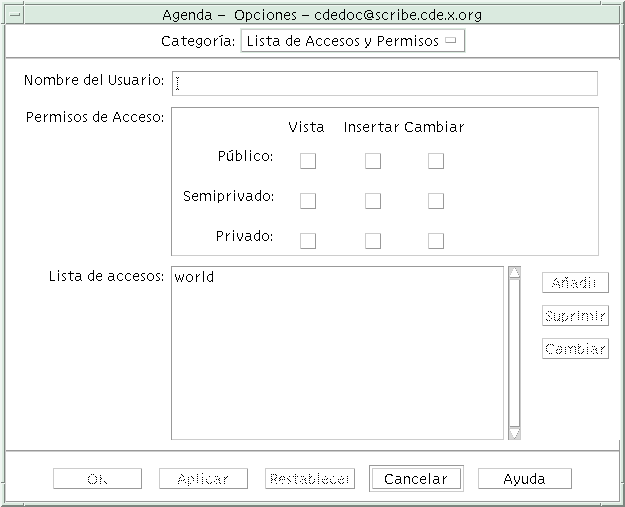 Agenda – Opciones – cdedoc@scribe.cde.x.org
Categoría: Lista de Accesos y Permisos
Nombre del Usuario:
Permisos de Acceso:
Vista Insertar Cambiar
Público:
Semiprivado:
Privado:
Lista de accesos: world
Añadir
Suprimir
Cambiar
OK Aplicar Restablecer Cancelar Ayuda